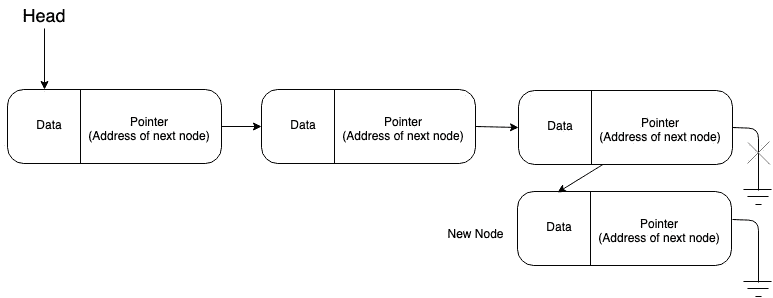 Head
Data
Pointer
(Address of next node)
Data
Pointer
(Address of next node)
Data
Pointer
(Address of next node)
New Node
Data
Pointer
(Address of next node)